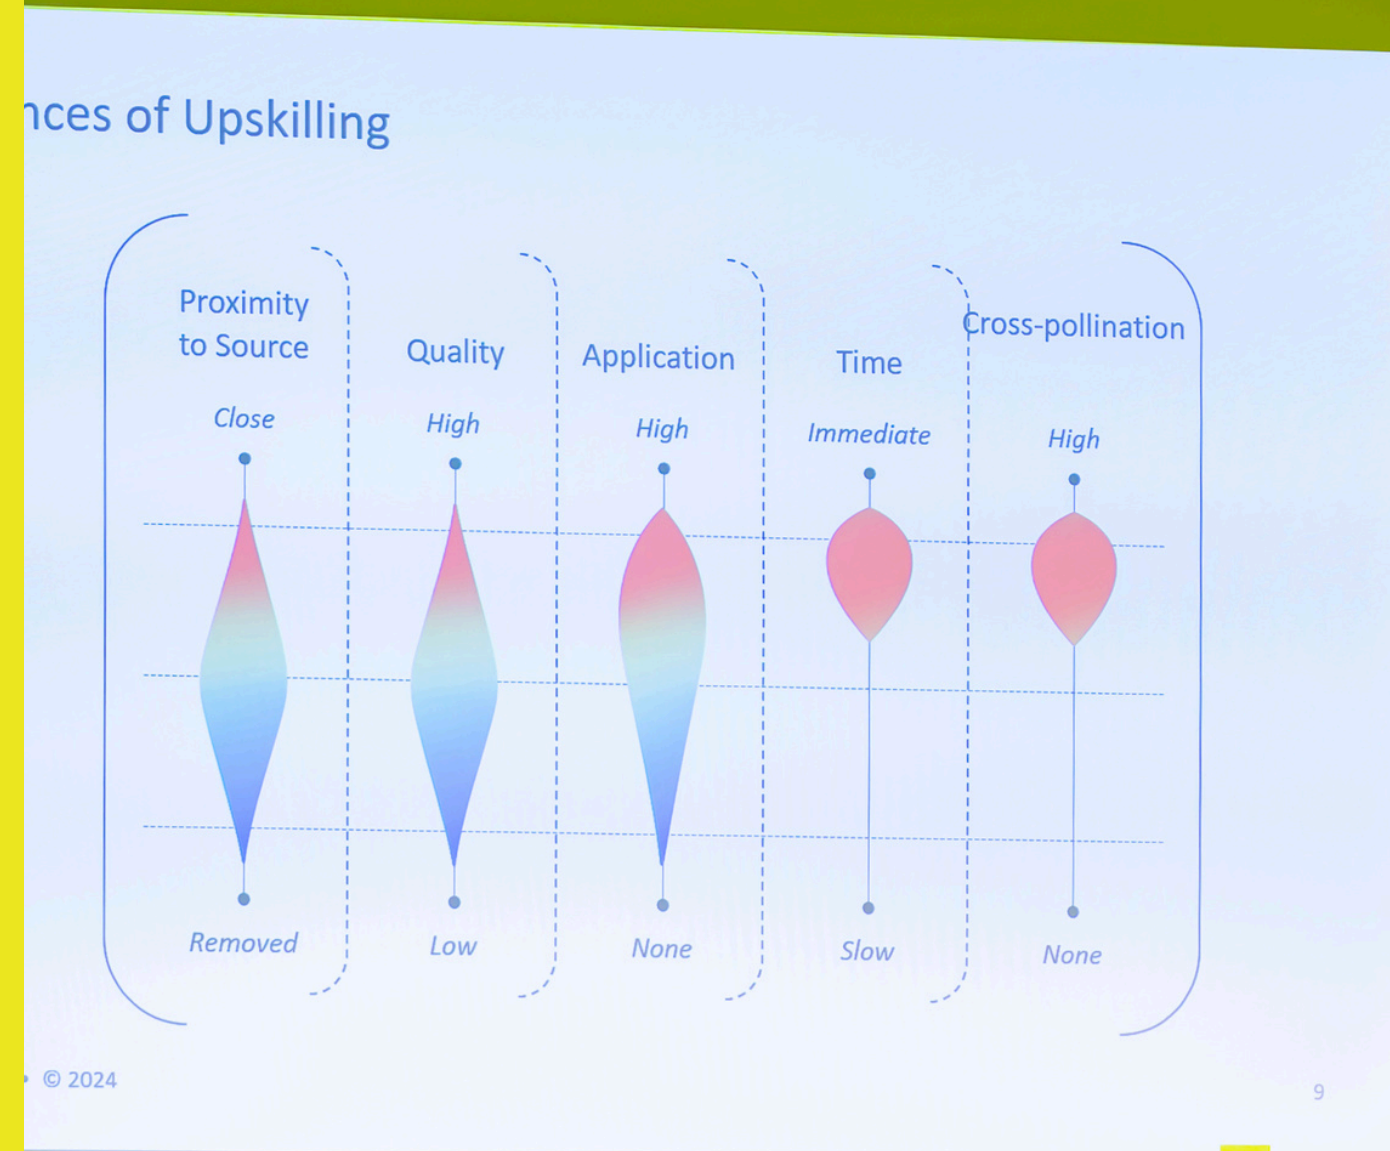 of Upskilling
Proximity
to Source
Quality
Application
Time
Cross-pollination
Close
High
High
Immediate
High
Removed
Low
None
Slow
None
© 2024
9